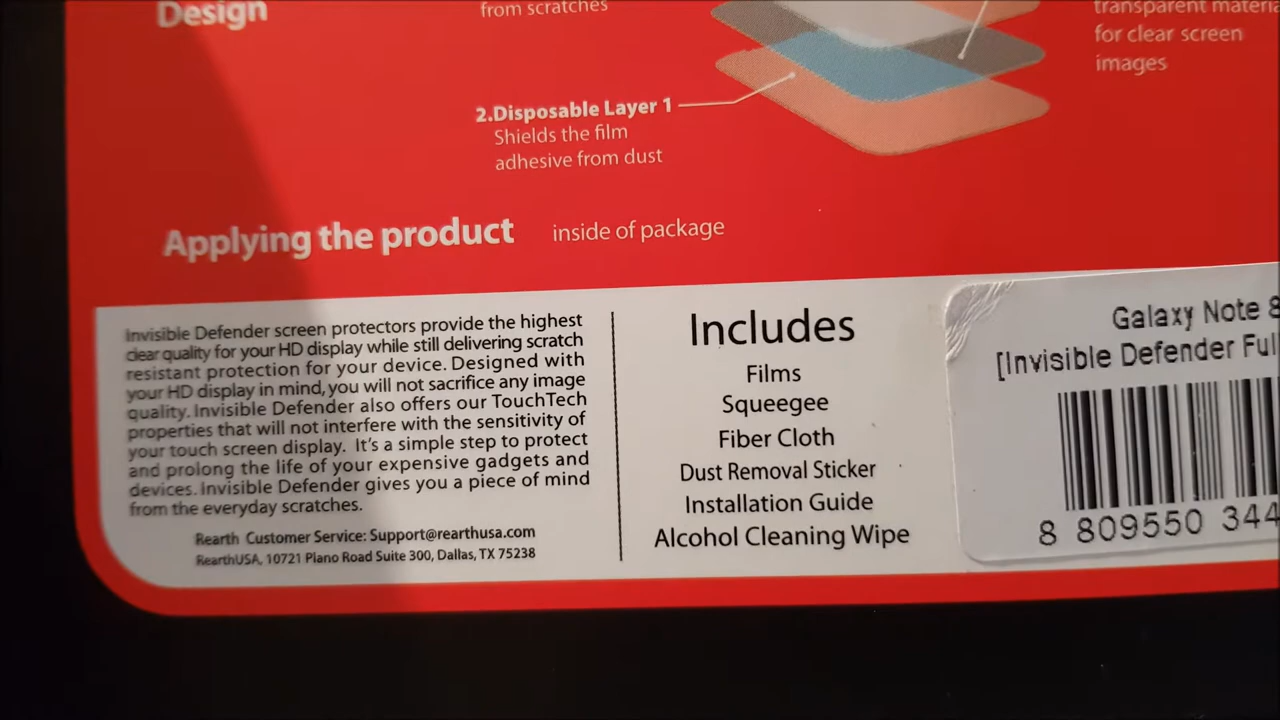 Design
from scratches
transparent
for clear screen
images
2.Disposable Layer 1
Shields the film
adhesive from dust
Applying the product
inside of package
Invisible Defender screen protectors provide the highest
clear quality for your HD display while still delivering scratch
resistant protection for your device. Designed with
your HD display in mind, you will not sacrifice any image
quality. Invisible Defender also offers our TouchTech
properties that will not interfere with the sensitivity of
your touch screen display. It's a simple step to protect
and prolong the life of your expensive gadgets and
devices. Invisible Defender gives you a piece of mind
from the everyday scratches.
Rearth Customer Service: Support@rearthusa.com
RearthUSA, 10721 Plano Road Suite 300, Dallas, TX 75238
Includes
Films
Squeegee
Fiber Cloth
Dust Removal Sticker
Installation Guide
Alcohol Cleaning Wipe
Galaxy Note 8
[Invisible Defender Ful
8 809550 344